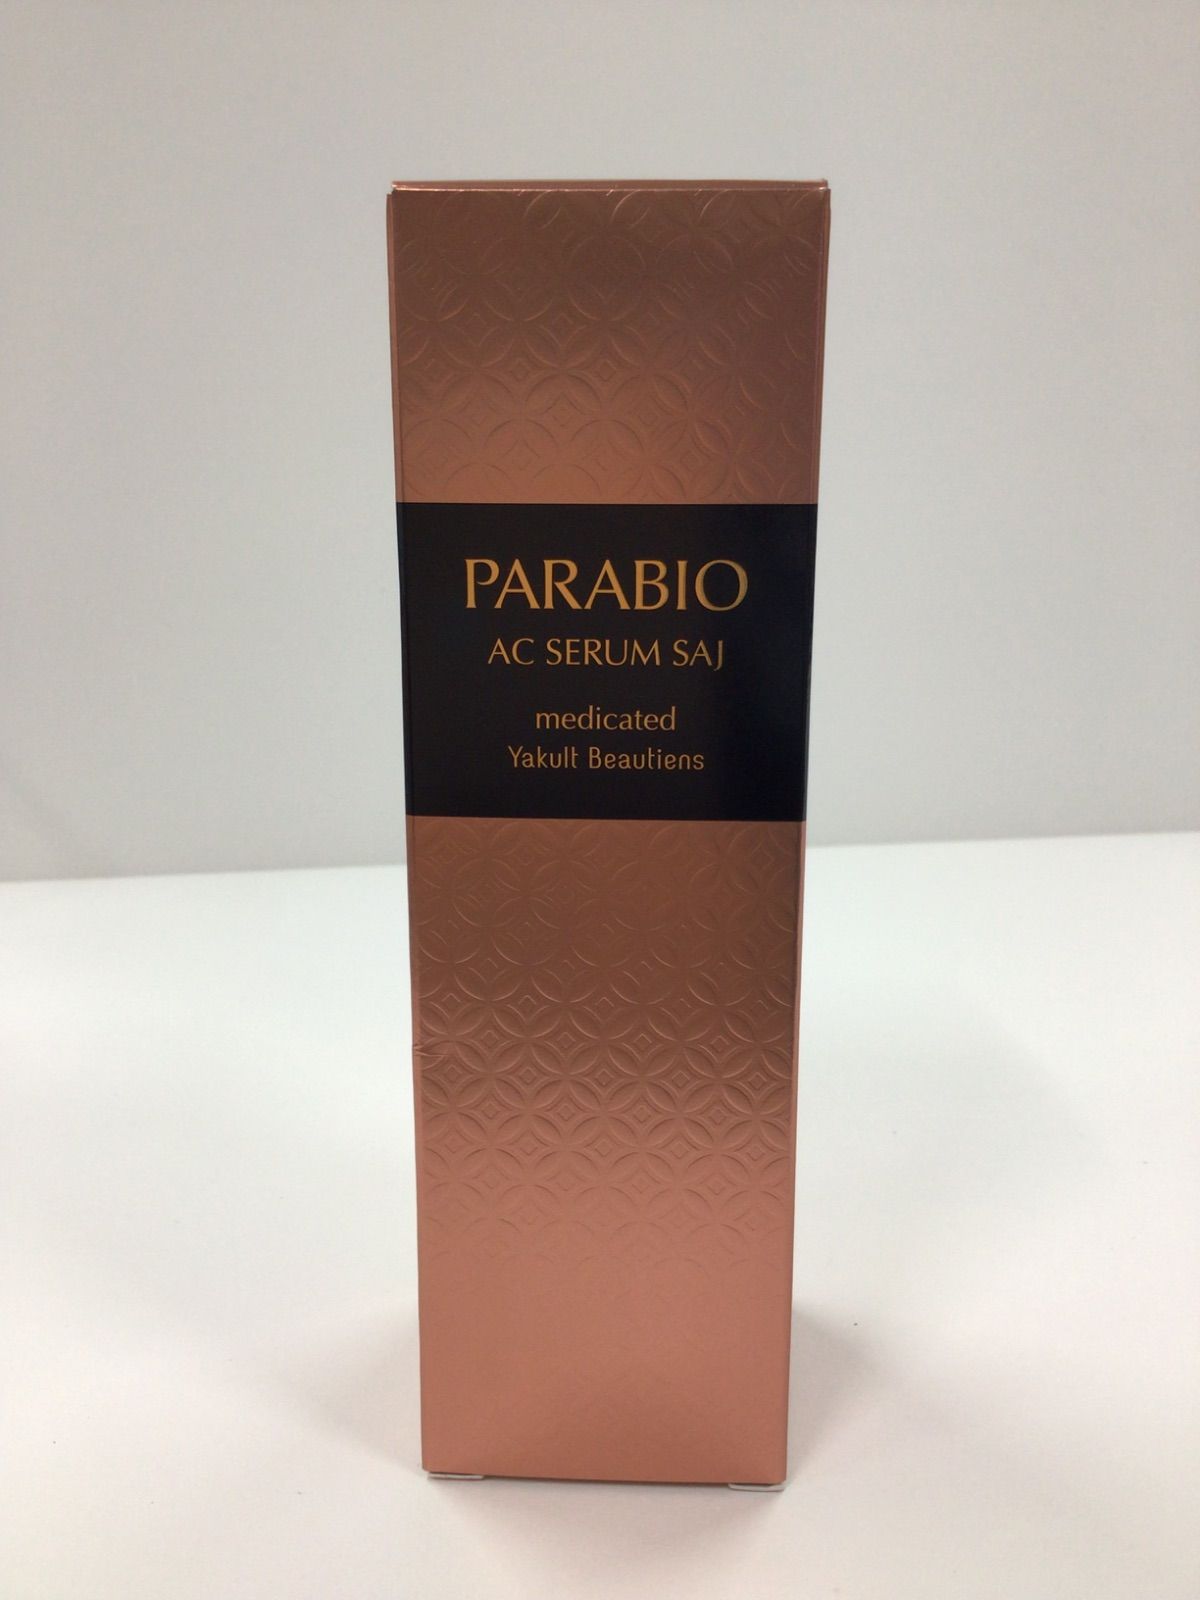 PARABIO
AC SERUM SAJ
medicated
Yakult Beautiens